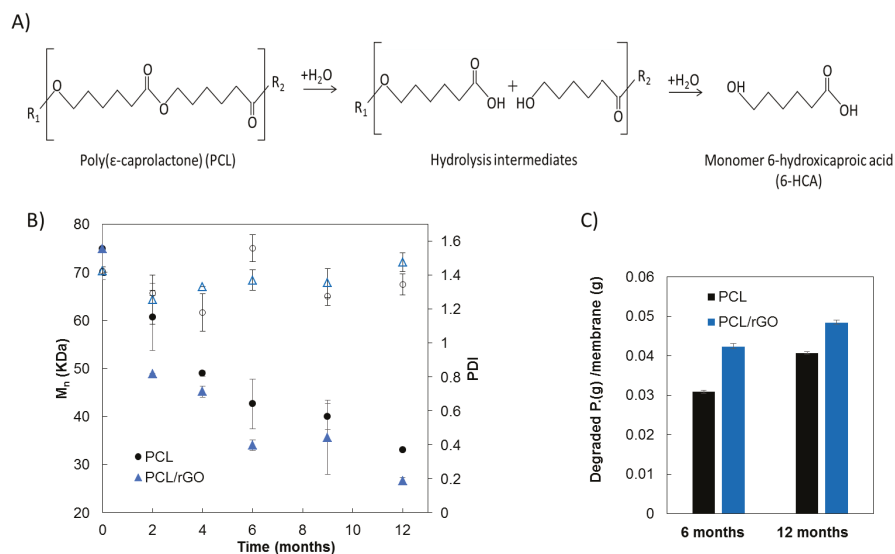 A)
O
O
O
O
R1
R2
+H2O
O
O
OH
R1
+
HO
O
R2
+H2O
OH
O
OH
Poly(ε-caprolactone) (PCL)
Hydrolysis intermediates
Monomer 6-hydroxicaproic acid
(6-HCA)
B)
80
70
60
50
40
30
20
Mn (KDa)
0
2
4
6
8
10
12
Time (months)
1.6
1.4
1.2
1
0.8
0.6
0.4
0.2
0
PDI
PCL
PCL/rGO
C)
0.06
0.05
0.04
0.03
0.02
0.01
0
Degraded P.(g) /membrane (g)
PCL
PCL/rGO
6 months
12 months